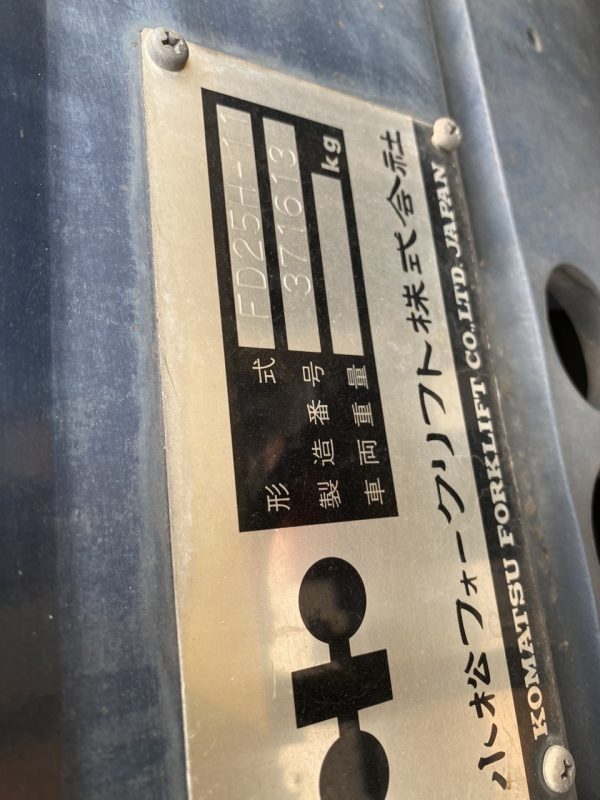 形式 FD25H-11
製造番号 371613
車両重量 kg
小松フォークリフト株式会社
KOMATSU FORKLIFT CO.,LTD. JAPAN